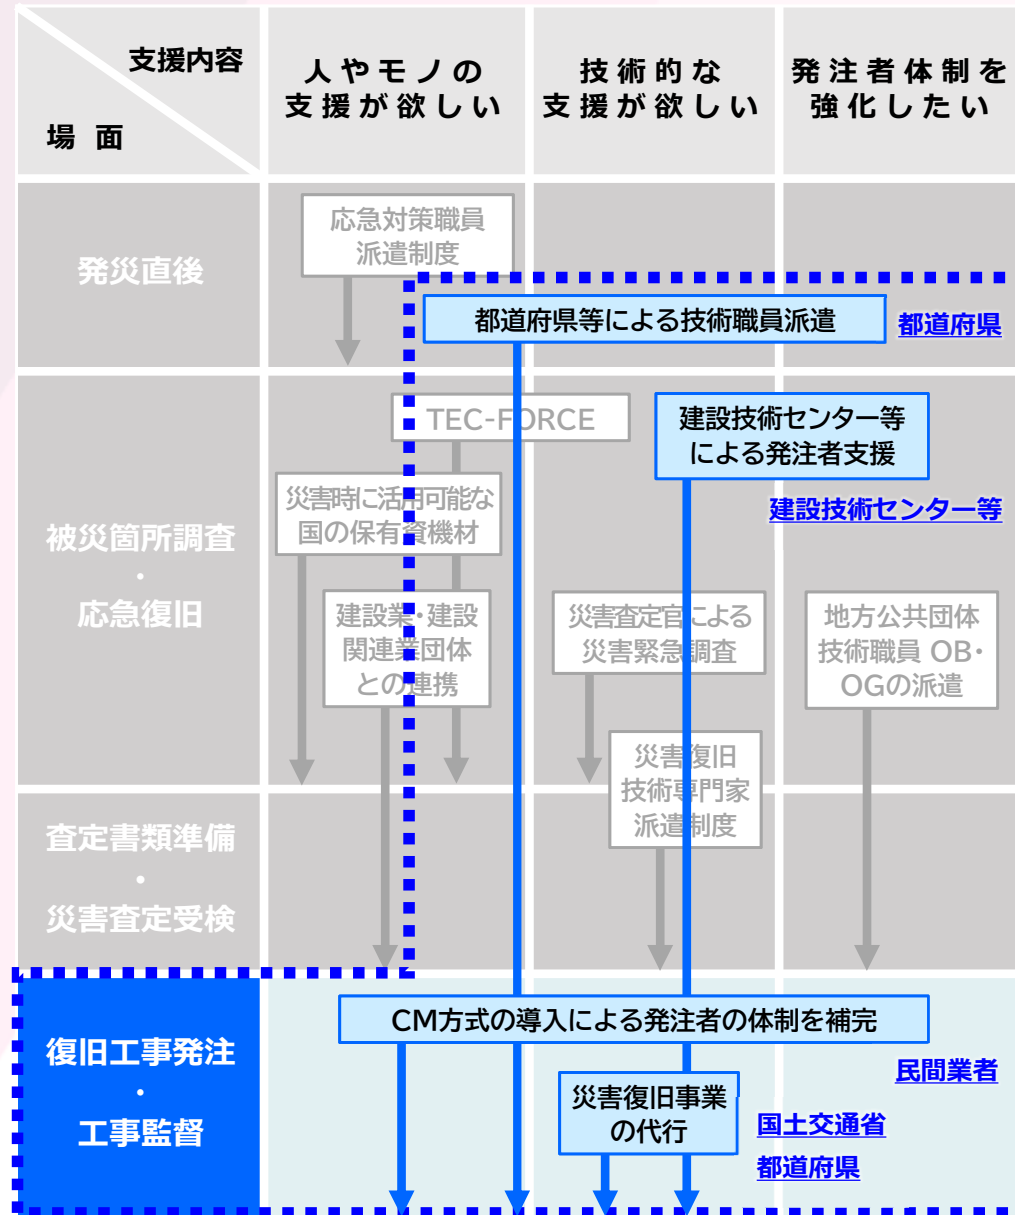 支援内容
場 面
人やモノの
支援が欲しい
技術的な
支援が欲しい
発注者体制を
強化したい
発災直後
応急対策職員
派遣制度
都道府県等による技術職員派遣
都道府県
被災箇所調査
・
応急復旧
TEC-FORCE
建設技術センター等
による発注者支援
建設技術センター等
災害時に活用可能な
国の保有資機材
建設業・建設
関連業団体
との連携
災害査定官による
災害緊急調査
地方公共団体
技術職員 OB・
OGの派遣
災害復旧
技術専門家
派遣制度
査定書類準備
・
災害査定受検
復旧工事発注
・
工事監督
CM方式の導入による発注者の体制を補完
民間業者
災害復旧事業
の代行
国土交通省
都道府県